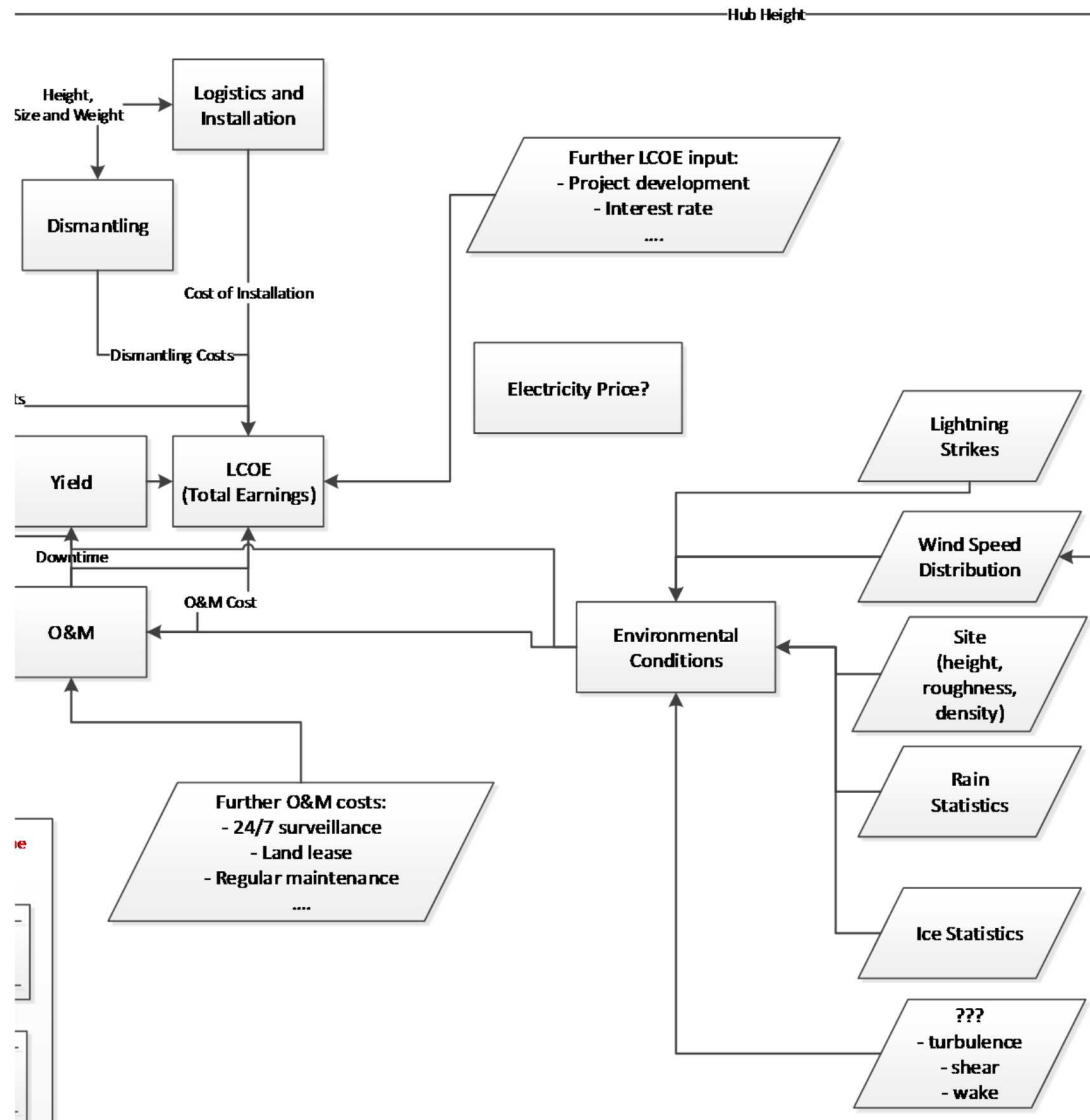 Hub Height
Height,
Size and Weight
Logistics and
Installation
Further LCOE input:
- Project development
- Interest rate
....
Dismantling
Cost of Installation
Dismantling Costs
Electricity Price?
ts
Lightning
Strikes
Yield
LCOE
(Total Earnings)
Downtime
Wind Speed
Distribution
O&M Cost
O&M
Environmental
Conditions
Site
(height,
roughness,
density)
Rain
Statistics
Further O&M costs:
- 24/7 surveillance
- Land lease
- Regular maintenance
....
Ice Statistics
???
- turbulence
- shear
- wake